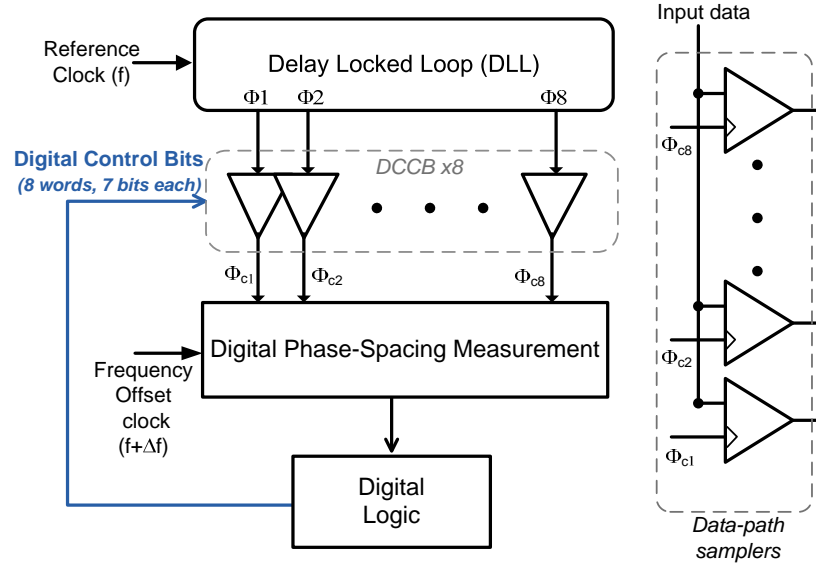 Input data
Reference
Clock (f)
Delay Locked Loop (DLL)
Φ1 Φ2 Φ8
Digital Control Bits
(8 words, 7 bits each)
DCCB x8
Φc1 Φc2 Φc8
Digital Phase-Spacing Measurement
Frequency
Offset
clock
(f+Δf)
Digital
Logic
Φc8
Φc2
Φc1
Data-path
samplers